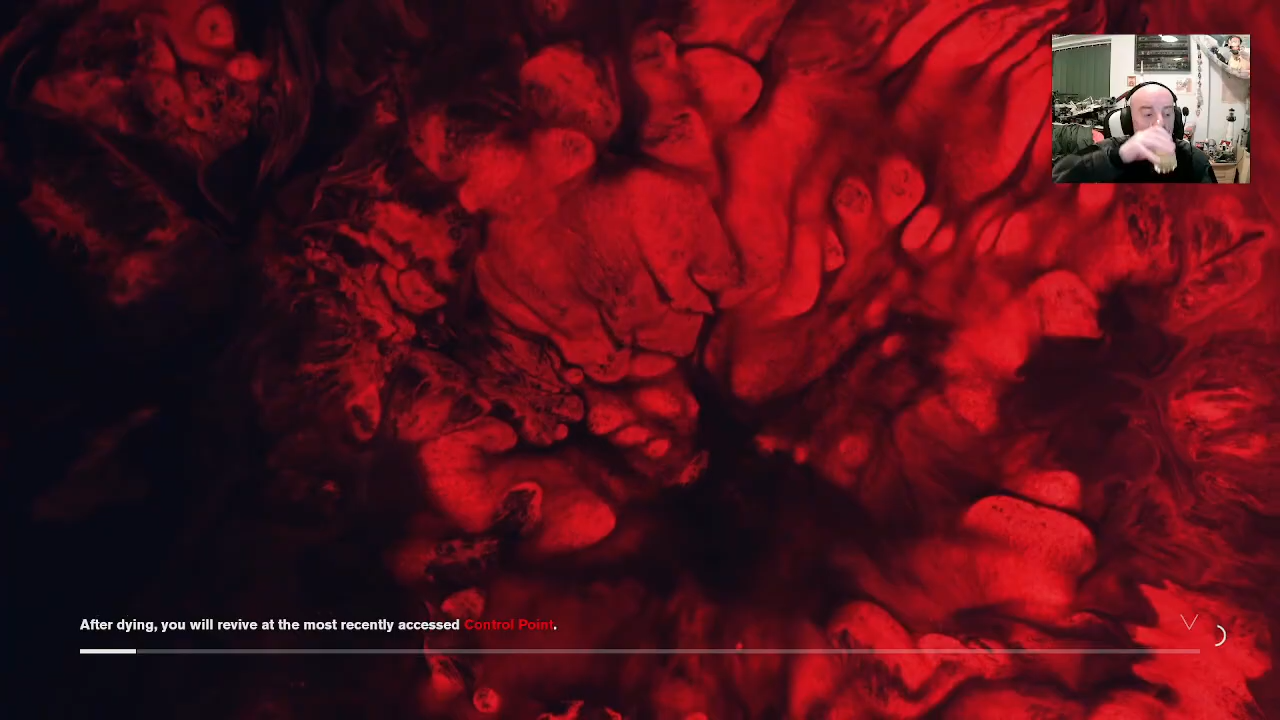 After dying, you will revive at the most recently accessed Control Point.